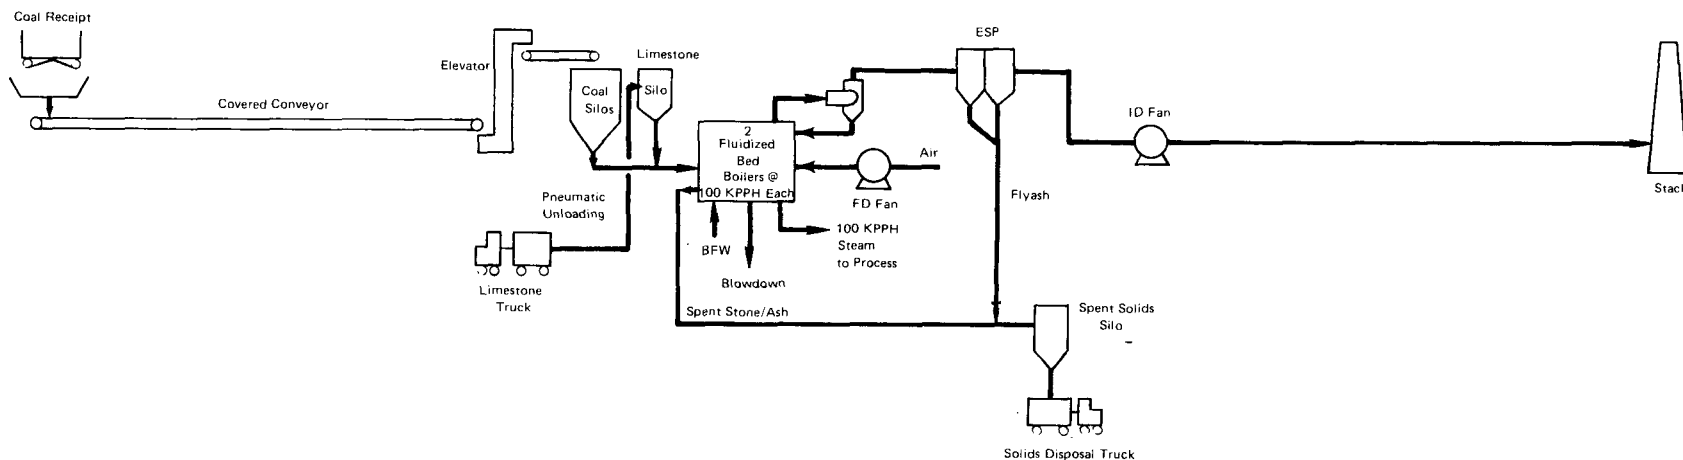 Coal Receipt
Covered Conveyor
Elevator
Coal
Silos
Limestone
Silo
Pneumatic
Unloading
Limestone
Truck
2
Fluidized
Bed
Boilers @
100 KPPH Each
BFW
Blowdown
100 KPPH
Steam
to Process
FD Fan
Air
ESP
Flyash
ID Fan
Stack
Spent Stone/Ash
Spent Solids
Silo
Solids Disposal Truck